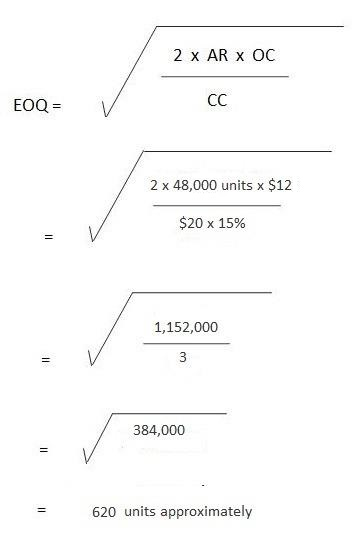 2 x AR x OC
EOQ = √
CC
2 x 48,000 units x $12
= √
$20 x 15%
1,152,000
= √
3
= √ 384,000
= 620 units approximately